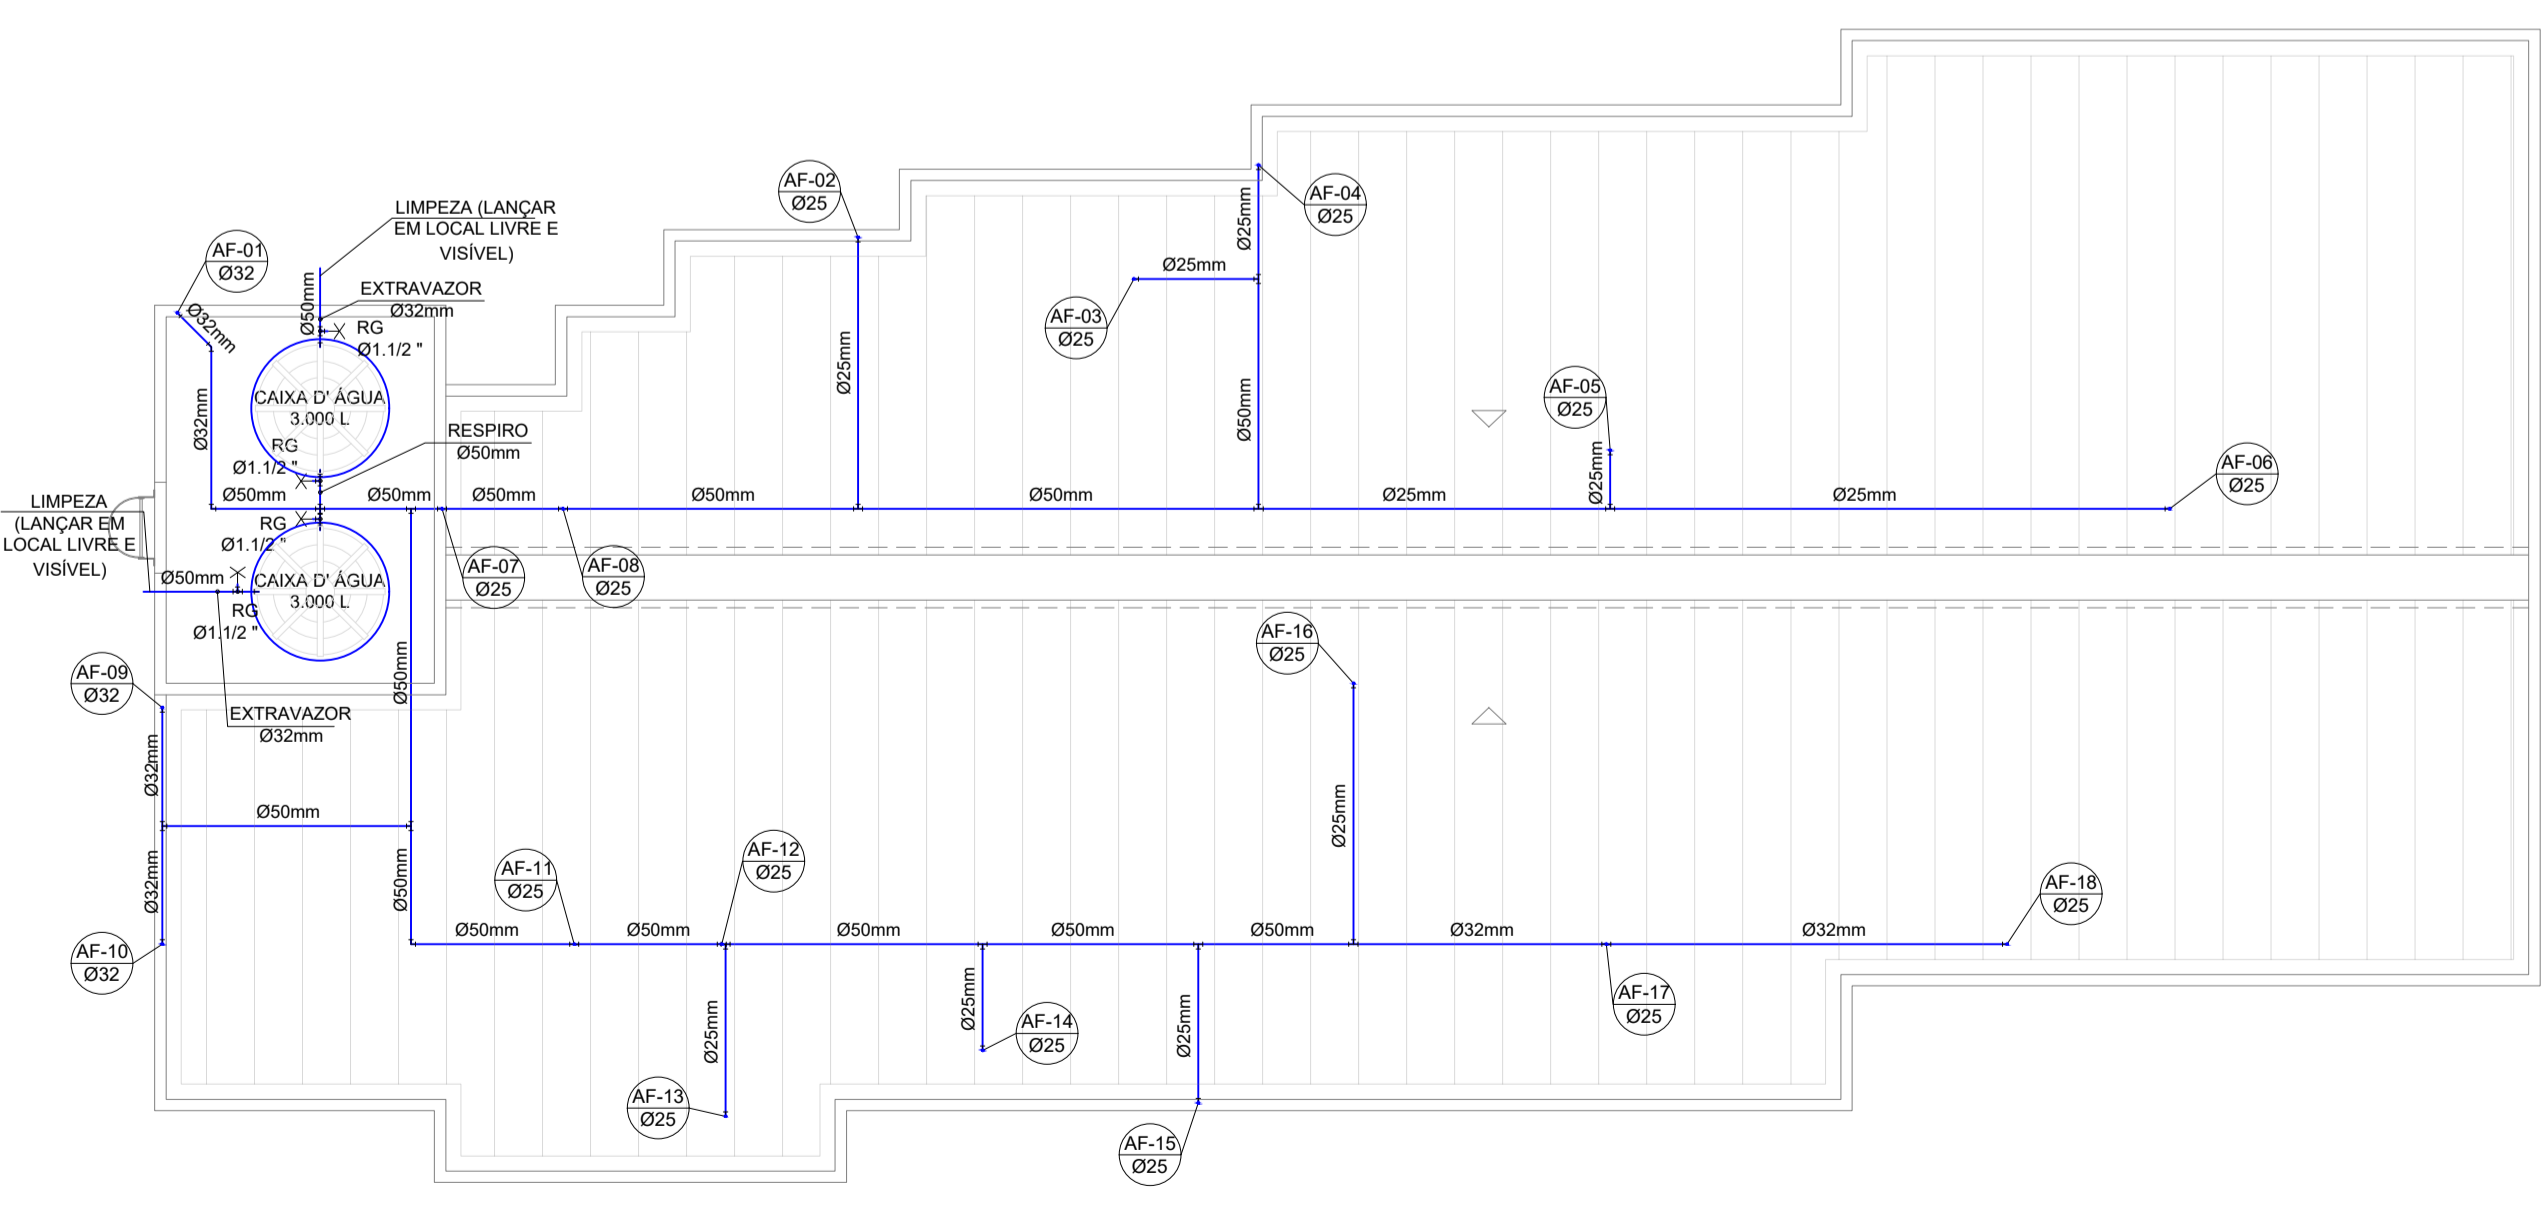 AF-01
Ø32
LIMPEZA (LANÇAR
EM LOCAL LIVRE E
VISÍVEL)
EXTRAVAZOR
Ø32mm
Ø50mm
RG
Ø1.1/2 "
Ø32mm
Ø32mm
CAIXA D' ÁGUA
3.000 L
RG
Ø1.1/2 "
RESPIRO
Ø50mm
AF-02
Ø25
Ø25mm
AF-03
Ø25
Ø25mm
AF-04
Ø25
Ø25mm
Ø50mm
AF-05
Ø25
Ø25mm
AF-06
Ø25
Ø50mm
Ø50mm
Ø50mm
Ø50mm
Ø50mm
Ø25mm
Ø25mm
LIMPEZA
(LANÇAR EM
LOCAL LIVRE E
VISÍVEL)
RG
Ø1.1/2 "
Ø50mm
CAIXA D' ÁGUA
3.000 L
RG
Ø1.1/2 "
AF-07
Ø25
AF-08
Ø25
AF-09
Ø32
EXTRAVAZOR
Ø32mm
Ø50mm
Ø32mm
Ø50mm
Ø32mm
Ø50mm
AF-10
Ø32
AF-11
Ø25
AF-12
Ø25
AF-16
Ø25
Ø25mm
AF-18
Ø25
Ø50mm
Ø50mm
Ø50mm
Ø50mm
Ø50mm
Ø32mm
Ø32mm
Ø25mm
AF-13
Ø25
Ø25mm
AF-14
Ø25
Ø25mm
AF-15
Ø25
AF-17
Ø25